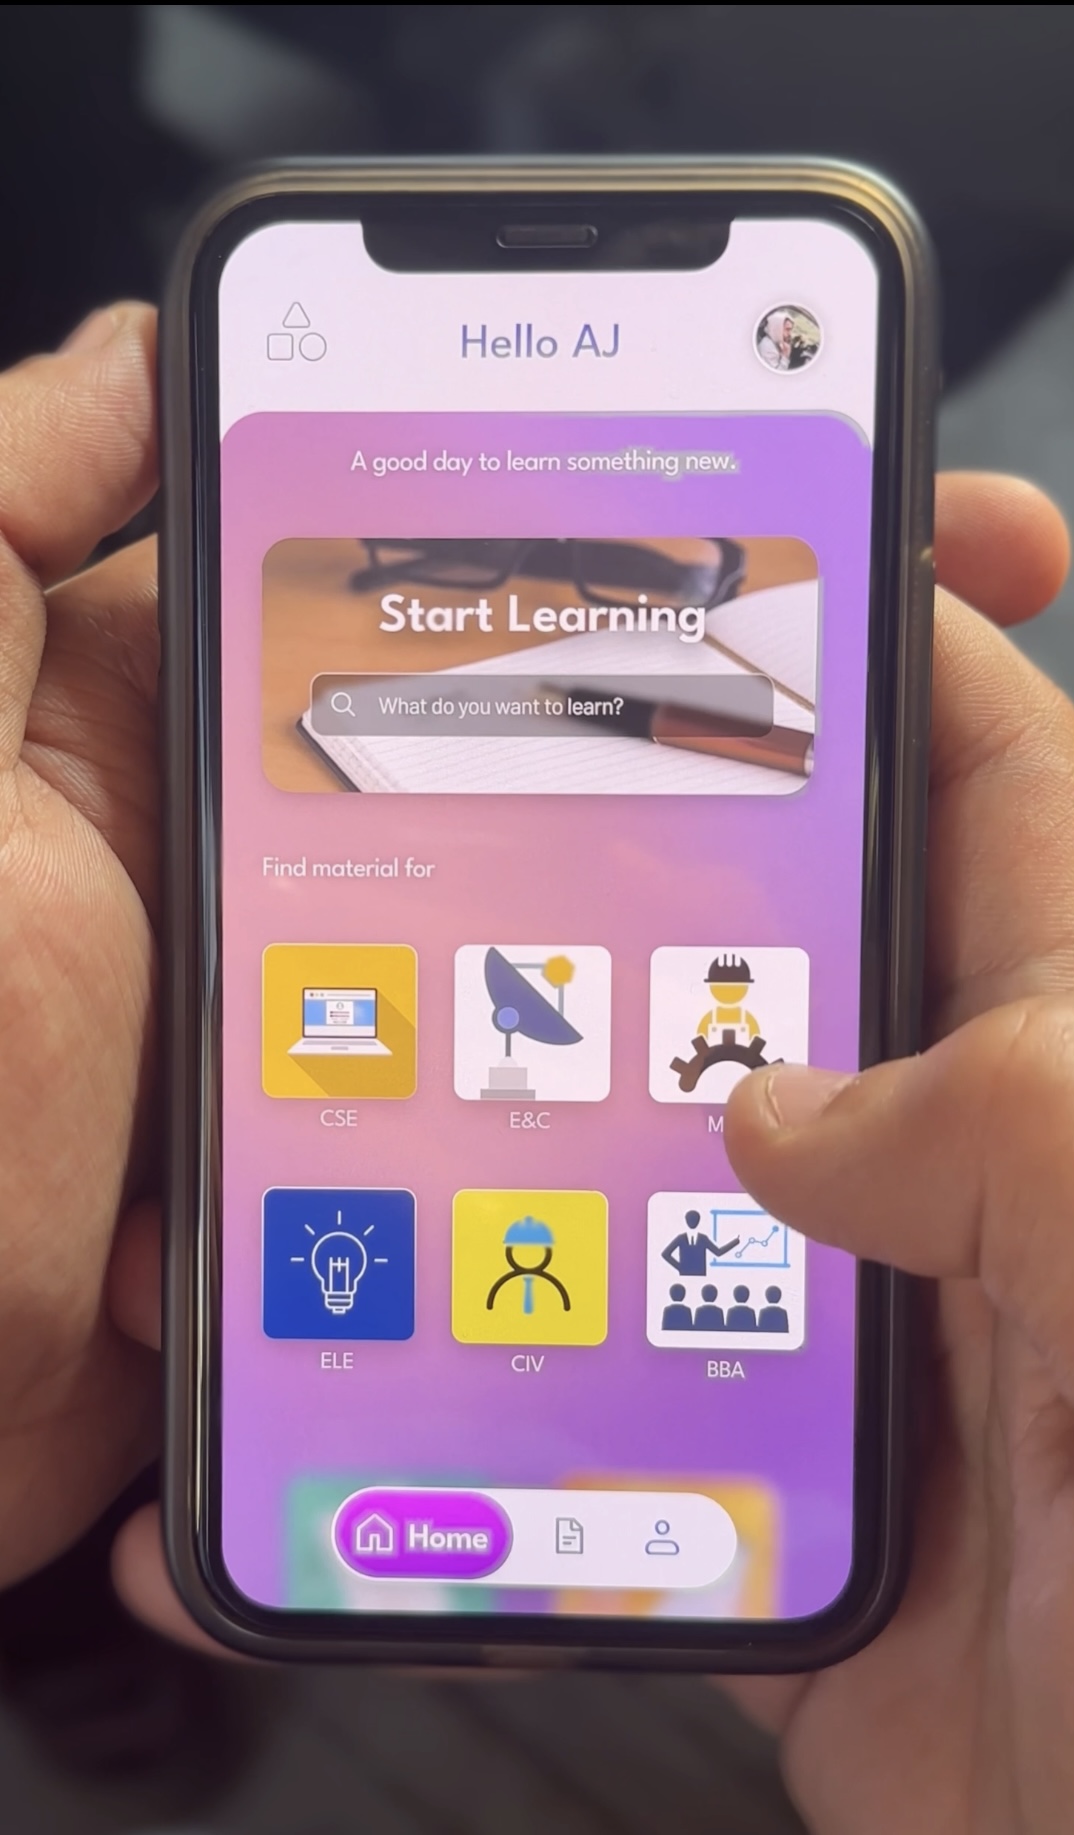 Hello AJ
A good day to learn something new.
Start Learning
What do you want to learn?
Find material for
CSE
E&C
ELE
CIV
BBA
Home